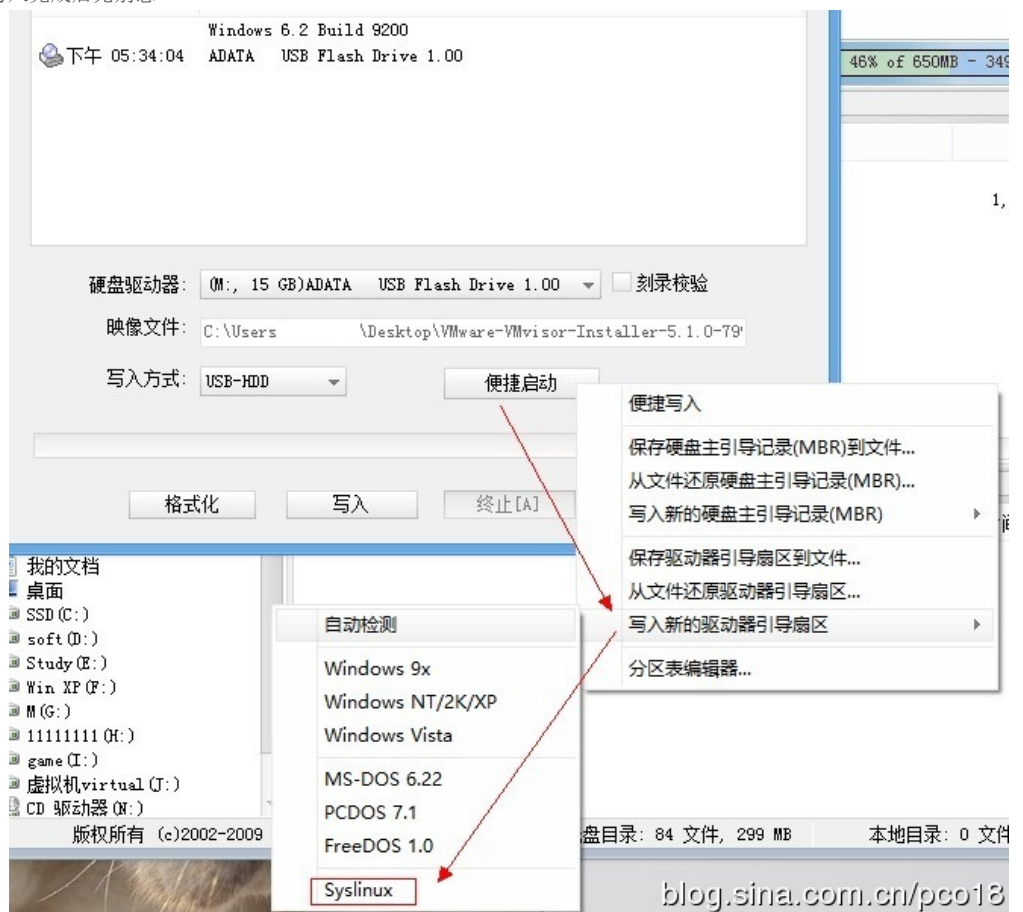 Windows 6.2 Build 9200
下午 05:34:04 ADATA USB Flash Drive 1.00
46% of 650MB - 349
1,
硬盘驱动器: (M:, 15 GB)ADATA USB Flash Drive 1.00 刻录校验
映像文件: C:\Users \Desktop\VMware-VMvisor-Installer-5.1.0-79
写入方式: USB-HDD 便捷启动
格式化 写入 终止[A]
便捷写入
保存硬盘主引导记录(MBR)到文件...
从文件还原硬盘主引导记录(MBR)...
写入新的硬盘主引导记录(MBR)
保存驱动器引导扇区到文件...
从文件还原驱动器引导扇区...
写入新的驱动器引导扇区
分区表编辑器...
我的文档
桌面
SSD(C:)
soft(D:)
Study(E:)
Win XP(F:)
M(G:)
11111111(H:)
game(I:)
虚拟机virtual(J:)
CD 驱动器(N:)
自动检测
Windows 9x
Windows NT/2K/XP
Windows Vista
MS-DOS 6.22
PCDOS 7.1
FreeDOS 1.0
Syslinux
版权所有 (c)2002-2009 盘目录: 84 文件, 299 MB 本地目录: 0 文件
blog.sina.com.cn/pco18